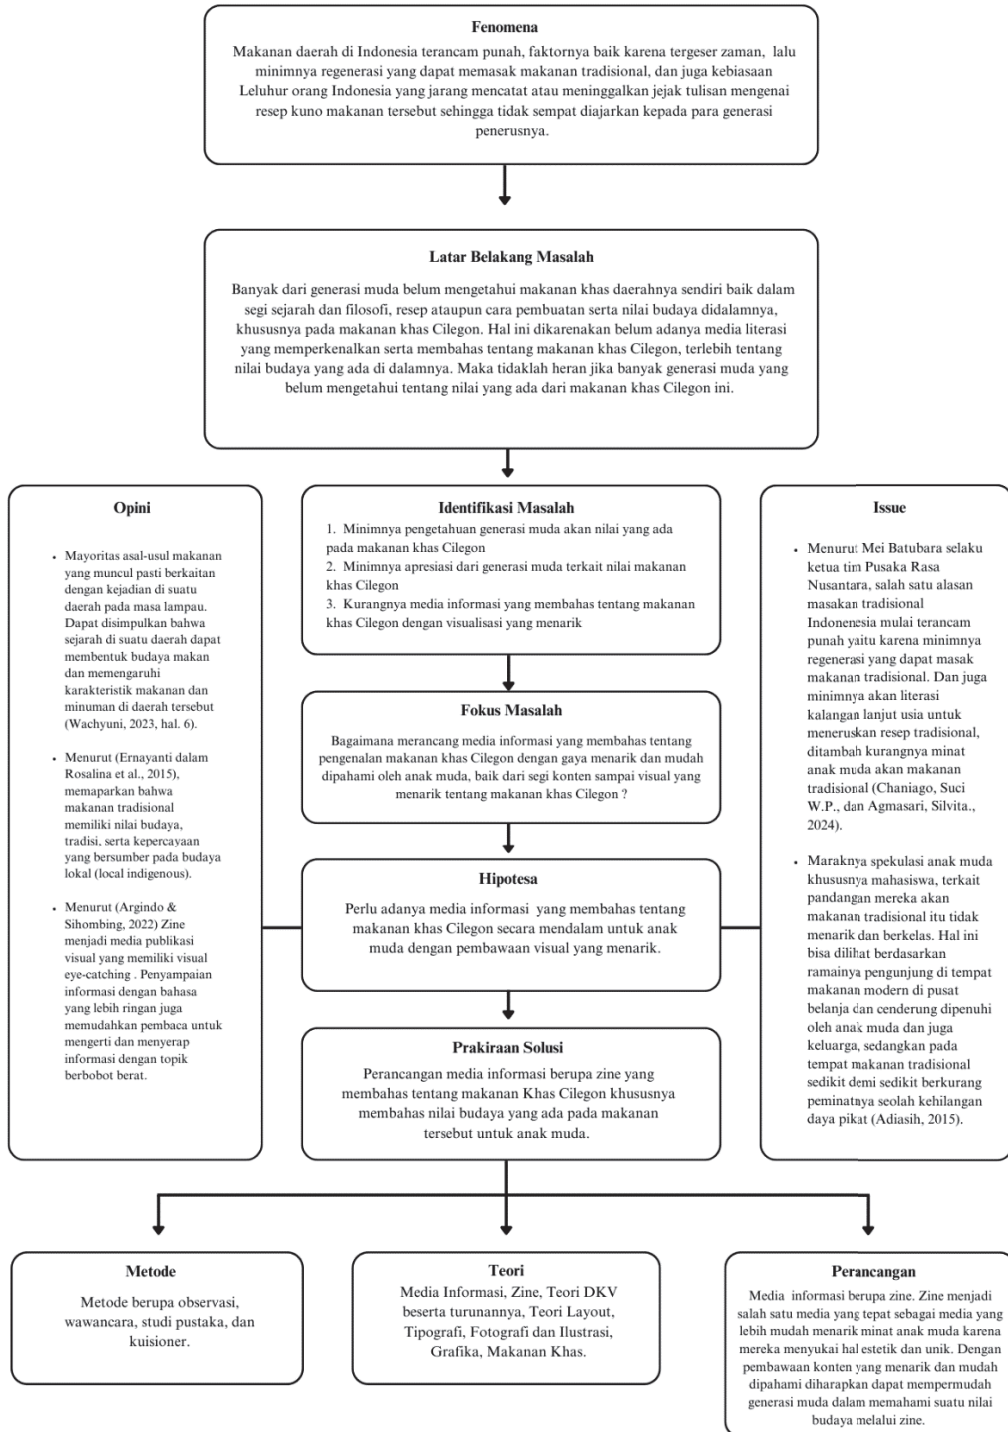 Fenomena
Makanan daerah di Indonesia terancam punah, faktornya baik karena tergeser zaman, lalu
minimnya regenerasi yang dapat memasak makanan tradisional, dan juga kebiasaan
Leluhur orang Indonesia yang jarang mencatat atau meninggalkan jejak tulisan mengenai
resep kuno makanan tersebut sehingga tidak sempat diajarkan kepada para generasi
penerusnya.
Latar Belakang Masalah
Banyak dari generasi muda belum mengetahui makanan khas daerahnya sendiri baik dalam
segi sejarah dan filosofi, resep ataupun cara pembuatan serta nilai budaya didalamnya,
khususnya pada makanan khas Cilegon. Hal ini dikarenakan belum adanya media literasi
yang memperkenalkan serta membahas tentang makanan khas Cilegon, terlebih tentang
nilai budaya yang ada di dalamnya. Maka tidaklah heran jika banyak generasi muda yang
belum mengetahui tentang nilai yang ada dari makanan khas Cilegon ini.
Opini
• Mayoritas asal-usul makanan
yang muncul pasti berkaitan
dengan kejadian di suatu
daerah pada masa lampau.
Dapat disimpulkan bahwa
sejarah di suatu daerah dapat
membentuk budaya makan
dan memengaruhi
karakteristik makanan dan
minuman di daerah tersebut
(Wachyuni, 2023, hal. 6).
• Menurut (Ernayanti dalam
Rosalina et al., 2015),
memaparkan bahwa
makanan tradisional
memiliki nilai budaya,
tradisi, serta kepercayaan
yang bersumber pada budaya
lokal (local indigenous).
• Menurut (Argindo &
Sihombing, 2022) Zine
menjadi media publikasi
visual yang memiliki visual
eye-catching . Penyampaian
informasi dengan bahasa
yang lebih ringan juga
memudahkan pembaca untuk
mengerti dan menyerap
informasi dengan topik
berbobot berat.
Identifikasi Masalah
1. Minimnya pengetahuan generasi muda akan nilai yang ada
pada makanan khas Cilegon
2. Minimnya apresiasi dari generasi muda terkait nilai makanan
khas Cilegon
3. Kurangnya media informasi yang membahas tentang makanan
khas Cilegon dengan visualisasi yang menarik
Fokus Masalah
Bagaimana merancang media informasi yang membahas tentang
pengenalan makanan khas Cilegon dengan gaya menarik dan mudah
dipahami oleh anak muda, baik dari segi konten sampai visual yang
menarik tentang makanan khas Cilegon ?
Hipotesa
Perlu adanya media informasi yang membahas tentang
makanan khas Cilegon secara mendalam untuk anak
muda dengan pembawaan visual yang menarik.
Prakiraan Solusi
Perancangan media informasi berupa zine yang
membahas tentang makanan Khas Cilegon khususnya
membahas nilai budaya yang ada pada makanan
tersebut untuk anak muda.
Issue
• Menurut Mei Batubara selaku
ketua tim Pusaka Rasa
Nusantara, salah satu alasan
masakan tradisional
Indonenesia mulai terancam
punah yaitu karena minimnya
regenerasi yang dapat masak
makanan tradisional. Dan juga
minimnya akan literasi
kalangan lanjut usia untuk
meneruskan resep tradisional,
ditambah kurangnya minat
anak muda akan makanan
tradisional (Chaniago, Suci
W.P., dan Agmasari, Silvita.,
2024).
• Maraknya spekulasi anak muda
khususnya mahasiswa, terkait
pandangan mereka akan
makanan tradisional itu tidak
menarik dan berkelas. Hal ini
bisa dilihat berdasarkan
ramainya pengunjung di tempat
makanan modern di pusat
belanja dan cenderung dipenuhi
oleh anak muda dan juga
keluarga, sedangkan pada
tempat makanan tradisional
sedikit demi sedikit berkurang
peminatnya seolah kehilangan
daya pikat (Adiasih, 2015).
Metode
Metode berupa observasi,
wawancara, studi pustaka, dan
kuisioner.
Teori
Media Informasi, Zine, Teori DKV
beserta turunannya, Teori Layout,
Tipografi, Fotografi dan Ilustrasi,
Grafika, Makanan Khas.
Perancangan
Media informasi berupa zine. Zine menjadi
salah satu media yang tepat sebagai media yang
lebih mudah menarik minat anak muda karena
mereka menyukai hal estetik dan unik. Dengan
pembawaan konten yang menarik dan mudah
dipahami diharapkan dapat mempermudah
generasi muda dalam memahami suatu nilai
budaya melalui zine.